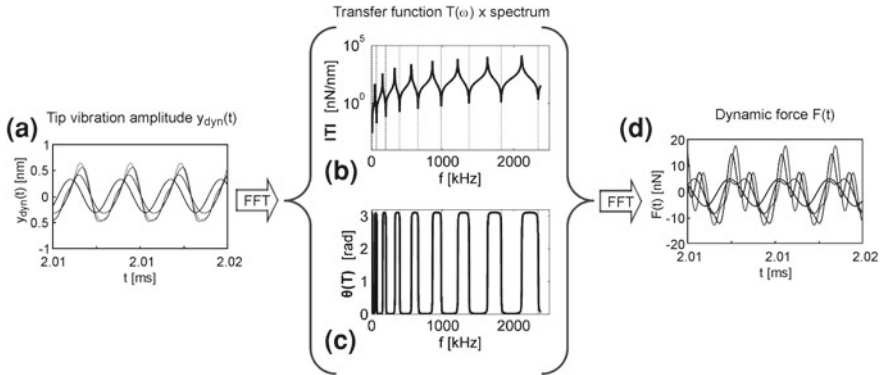 Transfer function T(ω) x spectrum
(a) Tip vibration amplitude ydyn(t)
1
0.5
0
0.5
-1
ydyn(t) [nm]
2.01 2.01 2.02
t [ms]
FFT
10^5
10^0
|T| [nN/nm]
0 1000 2000
f [kHz]
(b)
3
2
1
0
θ(T) [rad]
0 1000 2000
f [kHz]
(c)
FFT
(d) Dynamic force F(t)
20
10
0
-10
-20
F(t) [nN]
2.01 2.01 2.02
t [ms]